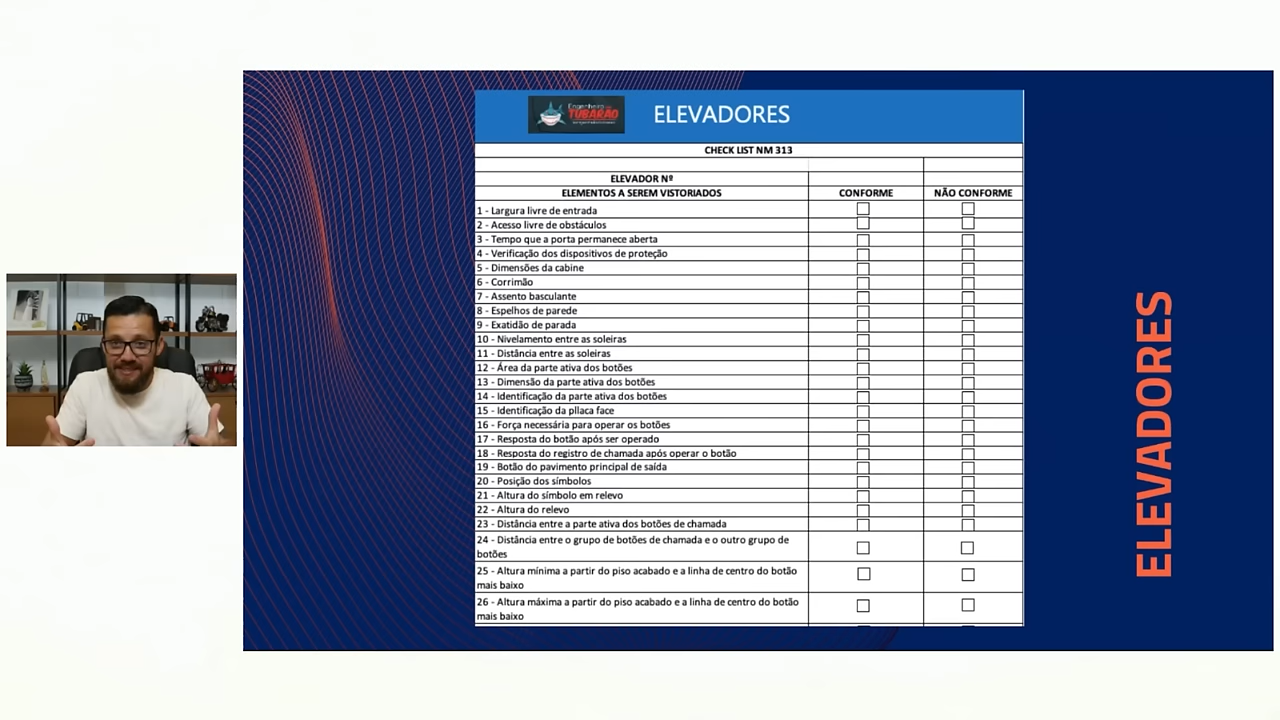 Engenheiro
TUBARÃO
ELEVADORES
CHECK LIST NM 313
ELEVADOR Nº
ELEMENTOS A SEREM VISTORIADOS CONFORME NÃO CONFORME
1 - Largura livre de entrada
2 - Acesso livre de obstáculos
3 - Tempo que a porta permanece aberta
4 - Verificação dos dispositivos de proteção
5 - Dimensões da cabine
6 - Corrimão
7 - Assento basculante
8 - Espelhos de parede
9 - Exatidão de parada
10 - Nivelamento entre as soleiras
11 - Distância entre as soleiras
12 - Área da parte ativa dos botões
13 - Dimensão da parte ativa dos botões
14 - Identificação da parte ativa dos botões
15 - Identificação da pllaca face
16 - Força necessária para operar os botões
17 - Resposta do botão após ser operado
18 - Resposta do registro de chamada após operar o botão
19 - Botão do pavimento principal de saída
20 - Posição dos símbolos
21 - Altura do símbolo em relevo
22 - Altura do relevo
23 - Distância entre a parte ativa dos botões de chamada
24 - Distância entre o grupo de botões de chamada e o outro grupo de
botões
25 - Altura mínima a partir do piso acabado e a linha de centro do botão
mais baixo
26 - Altura máxima a partir do piso acabado e a linha de centro do botão
mais baixo
ELEVADORES